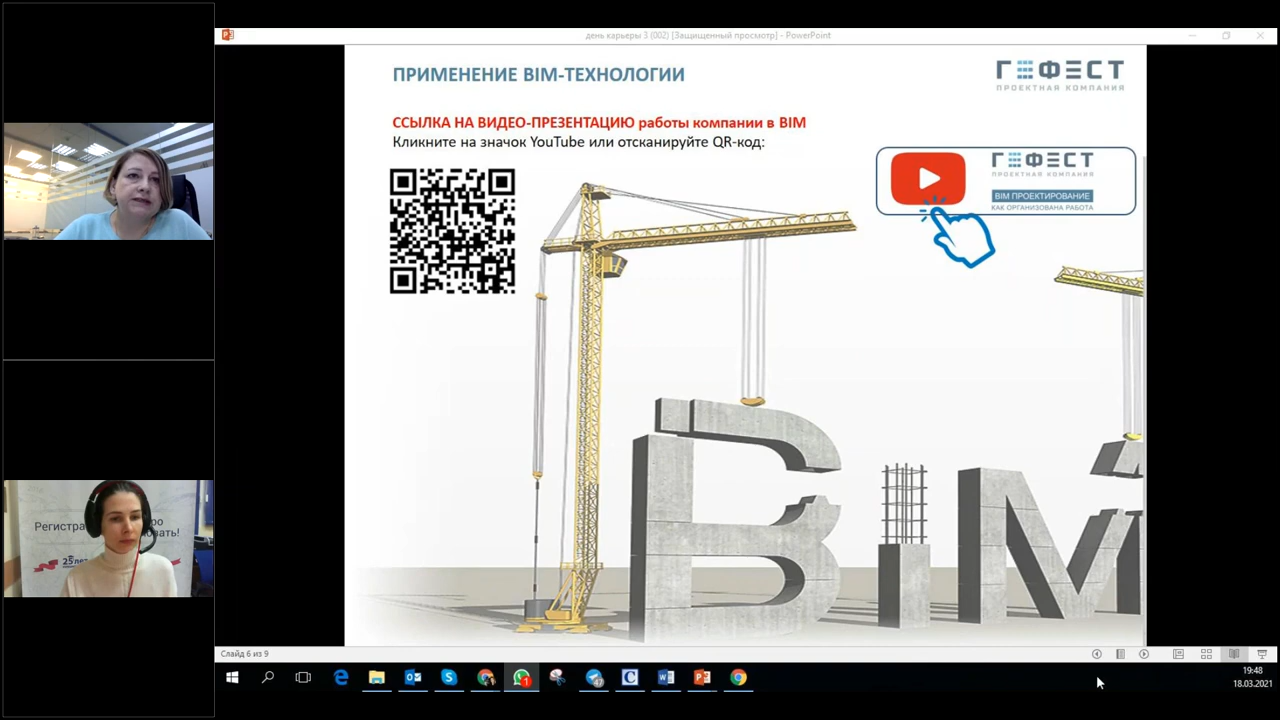 день карьеры 3 (002) [Защищенный просмотр] - PowerPoint
ПРИМЕНЕНИЕ BIM-ТЕХНОЛОГИИ
ГЕФЕСТ
ПРОЕКТНАЯ КОМПАНИЯ
ССЫЛКА НА ВИДЕО-ПРЕЗЕНТАЦИЮ работы компании в BIM
Кликните на значок YouTube или отсканируйте QR-код:
ГЕФЕСТ
ПРОЕКТНАЯ КОМПАНИЯ
BIM ПРОЕКТИРОВАНИЕ
КАК ОРГАНИЗОВАНА РАБОТА
BiM
Регистра
25 лет
Слайд 6 из 9
19:48
18.03.2021